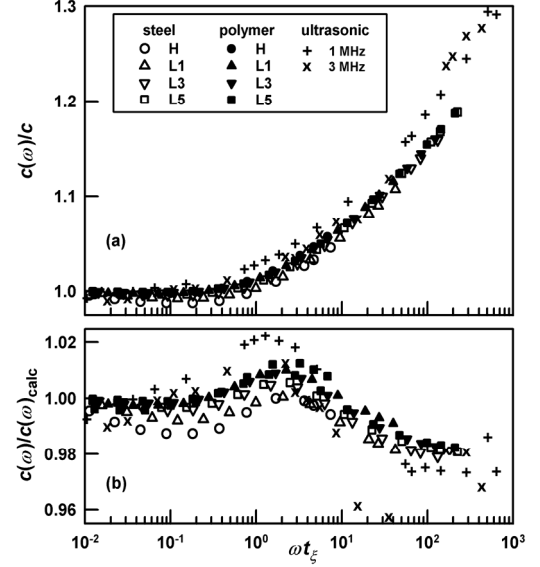 1.3
1.2
1.1
1.0
c(ω)/c
steel polymer ultrasonic
H H + 1 MHz
L1 L1 x 3 MHz
L3 L3
L5 L5
(a)
1.02
1.00
0.98
0.96
c(ω)/c(ω)calc
(b)
10⁻² 10⁻¹ 10⁰ 10¹ 10² 10³
ωtξ